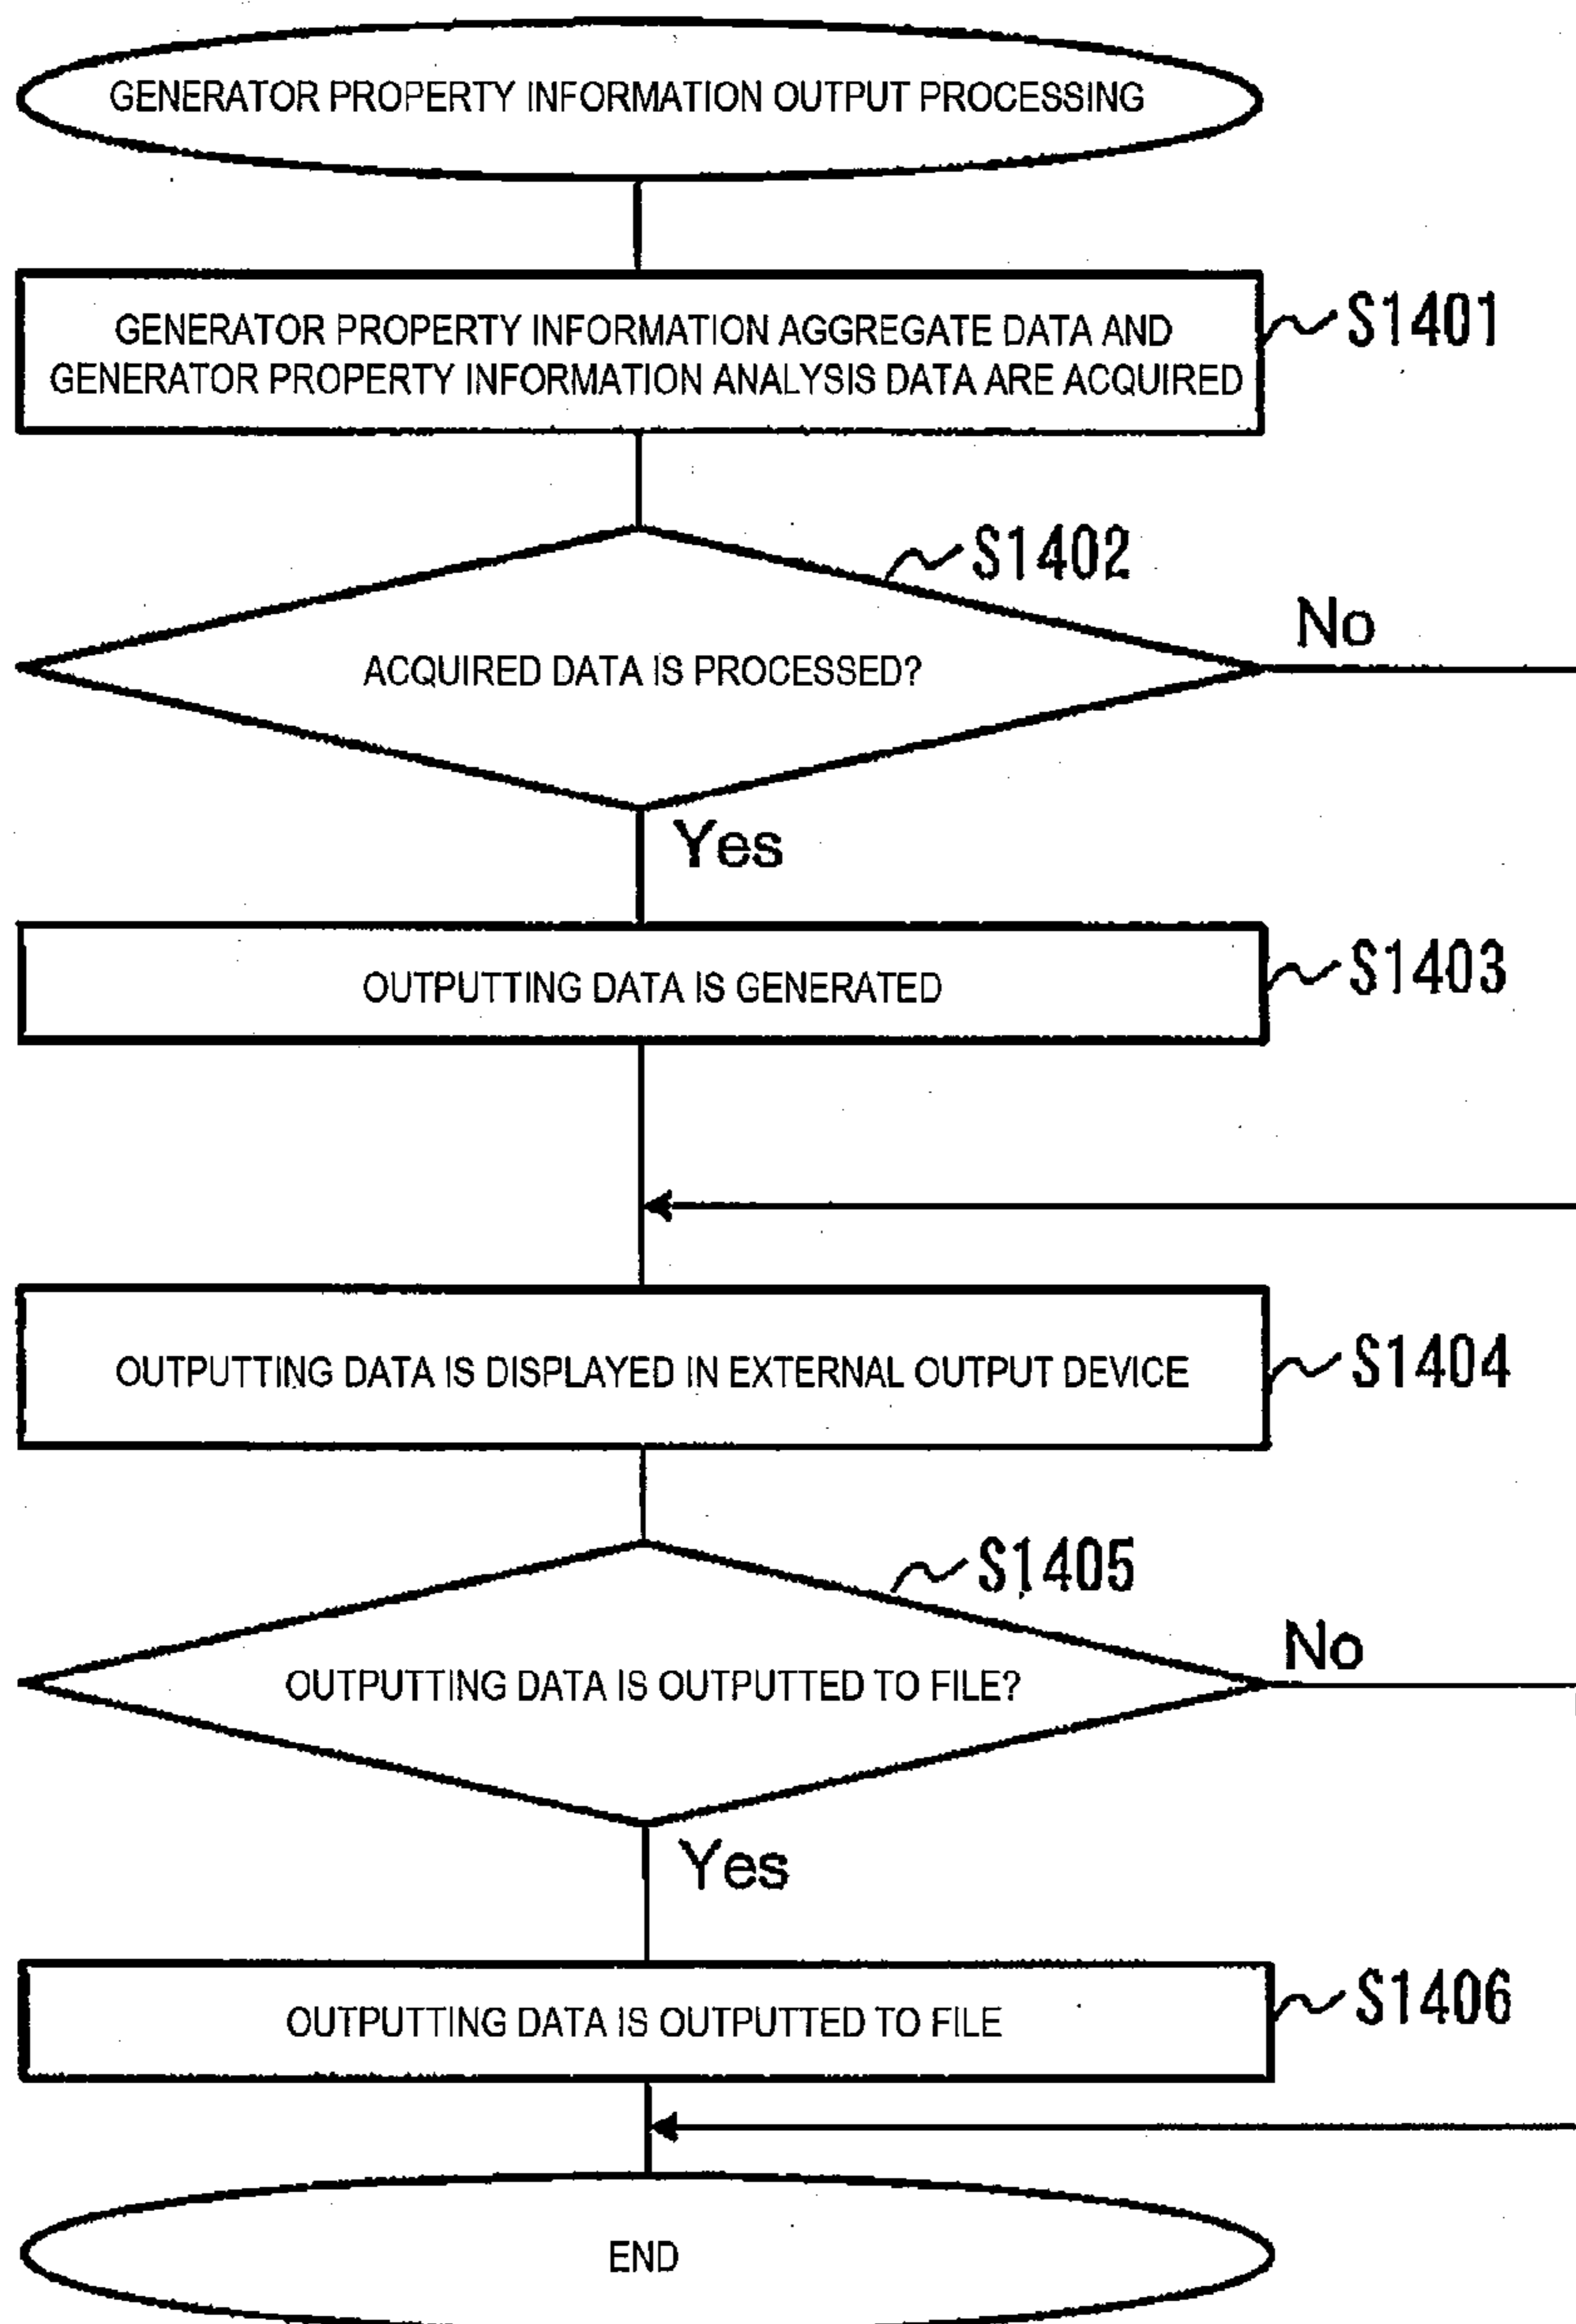 GENERATOR PROPERTY INFORMATION OUTPUT PROCESSING
GENERATOR PROPERTY INFORMATION AGGREGATE DATA AND
GENERATOR PROPERTY INFORMATION ANALYSIS DATA ARE ACQUIRED
S1401
S1402
ACQUIRED DATA IS PROCESSED?
No
Yes
OUTPUTTING DATA IS GENERATED
S1403
OUTPUTTING DATA IS DISPLAYED IN EXTERNAL OUTPUT DEVICE
S1404
S1405
OUTPUTTING DATA IS OUTPUTTED TO FILE?
No
Yes
OUTPUTTING DATA IS OUTPUTTED TO FILE
S1406
END